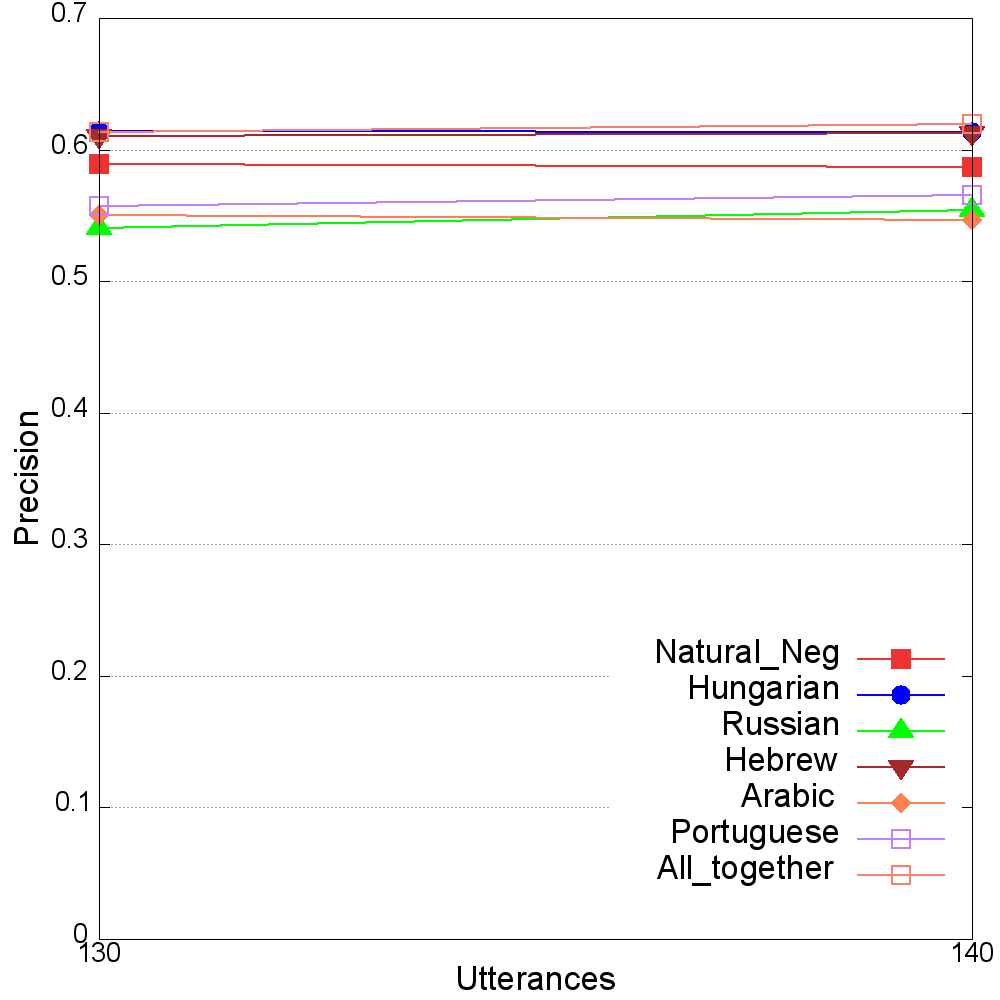 0.7
0.6
0.5
0.4
0.3
0.2
0.1
0
Precision
Natural_Neg
Hungarian
Russian
Hebrew
Arabic
Portuguese
All_together
130 140
Utterances